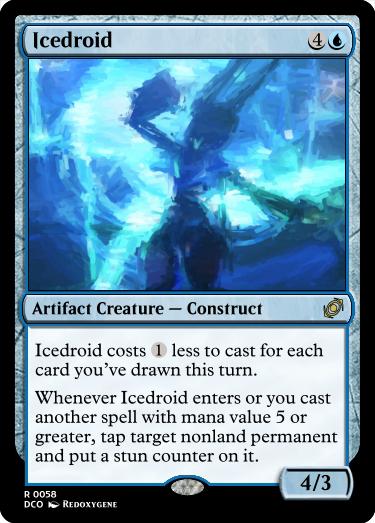 Icedroid 4
Artifact Creature — Construct
Icedroid costs 1 less to cast for each
card you've drawn this turn.
Whenever Icedroid enters or you cast
another spell with mana value 5 or
greater, tap target nonland permanent
and put a stun counter on it.
4/3
R 0058
DCO Redoxygene